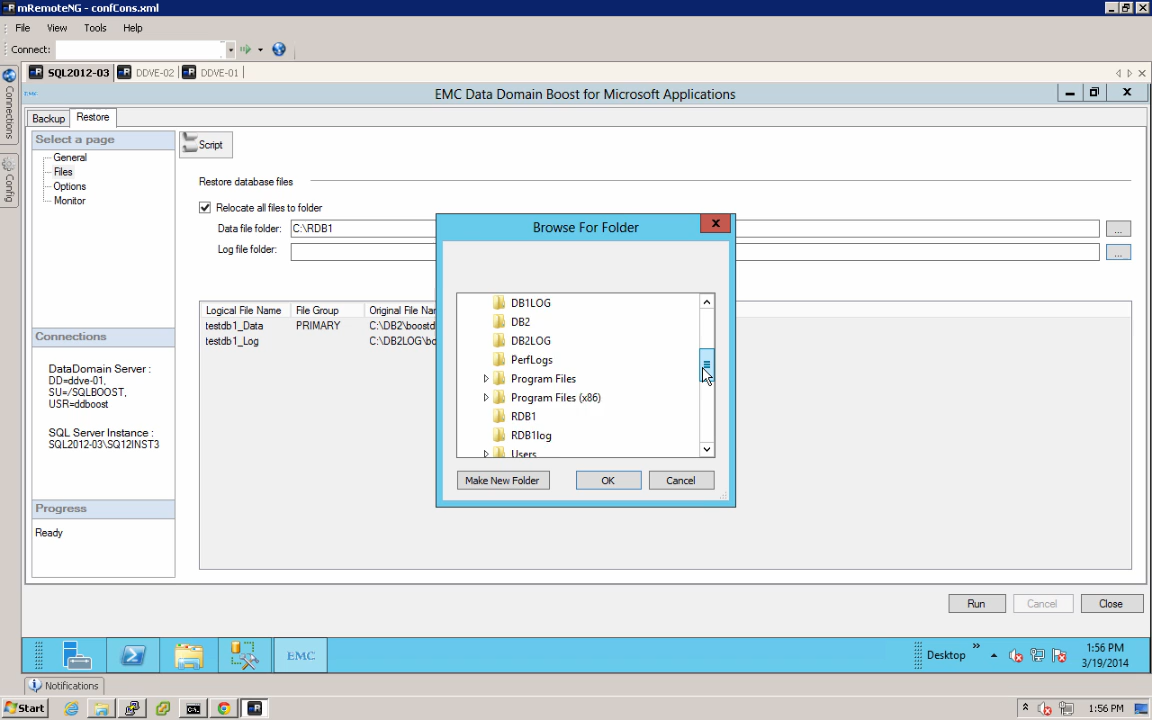 mRemoteNG - confCons.xml
File View Tools Help
Connect:
SQL2012-03 DDVE-02 DDVE-01
Connections
Config
EMC
EMC Data Domain Boost for Microsoft Applications
Backup Restore
Select a page
General
Files
Options
Monitor
Script
Restore database files
Relocate all files to folder
Data file folder: C:\RDB1 ...
Log file folder: ...
Logical File Name File Group Original File Nar
testdb1_Data PRIMARY C:\DB2\boostd
testdb1_Log C:\DB2LOG\bo
Browse For Folder
DB1LOG
DB2
DB2LOG
PerfLogs
Program Files
Program Files (x86)
RDB1
RDB1log
Users
Make New Folder OK Cancel
Connections
DataDomain Server :
DD=ddve-01,
SU=/SQLBOOST,
USR=ddboost
SQL Server Instance :
SQL2012-03\SQ12INST3
Progress
Ready
Run Cancel Close
EMC
Desktop
1:56 PM
3/19/2014
Notifications
Start
1:56 PM